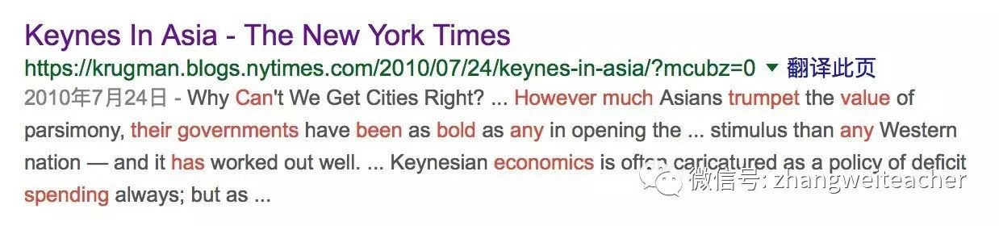 Keynes In Asia - The New York Times
https://krugman.blogs.nytimes.com/2010/07/24/keynes-in-asia/?mcubz=0 ▼ 翻译此页
2010年7月24日 - Why Can't We Get Cities Right? ... However much Asians trumpet the value of
parsimony, their governments have been as bold as any in opening the ... stimulus than any Western
nation — and it has worked out well. ... Keynesian economics is often caricatured as a policy of deficit
spending always; but as ...
微信号: zhangweiteacher